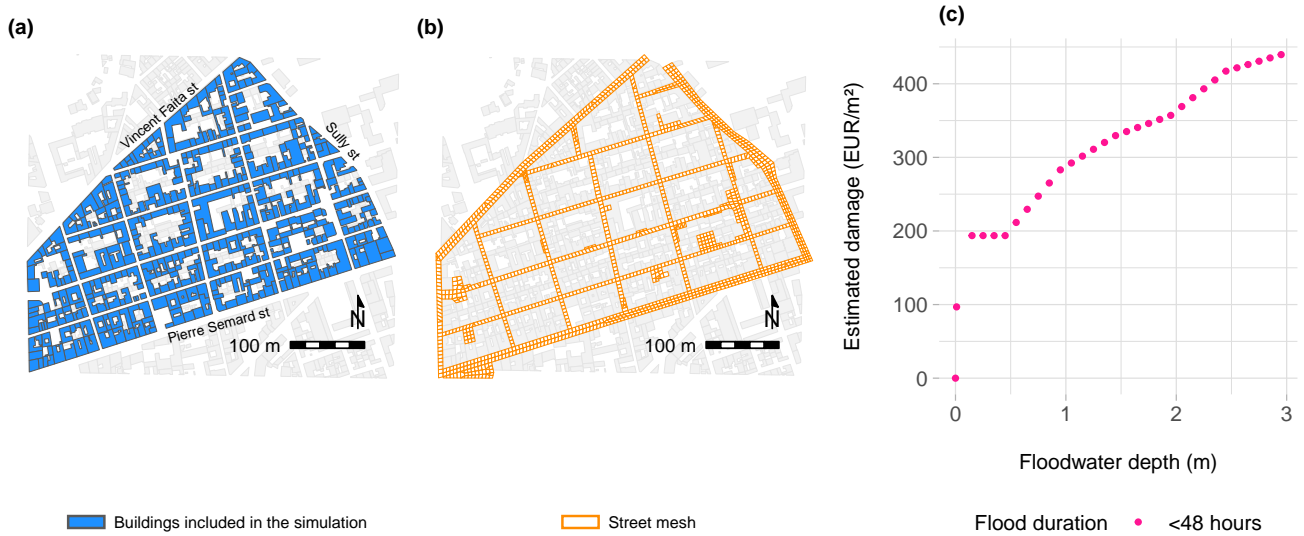 (a)
Vincent Faita st
Sully st
Pierre Semard st
N
100 m
Buildings included in the simulation
(b)
N
100 m
Street mesh
(c)
Estimated damage (EUR/m²)
400
300
200
100
0
0 1 2 3
Floodwater depth (m)
Flood duration <48 hours